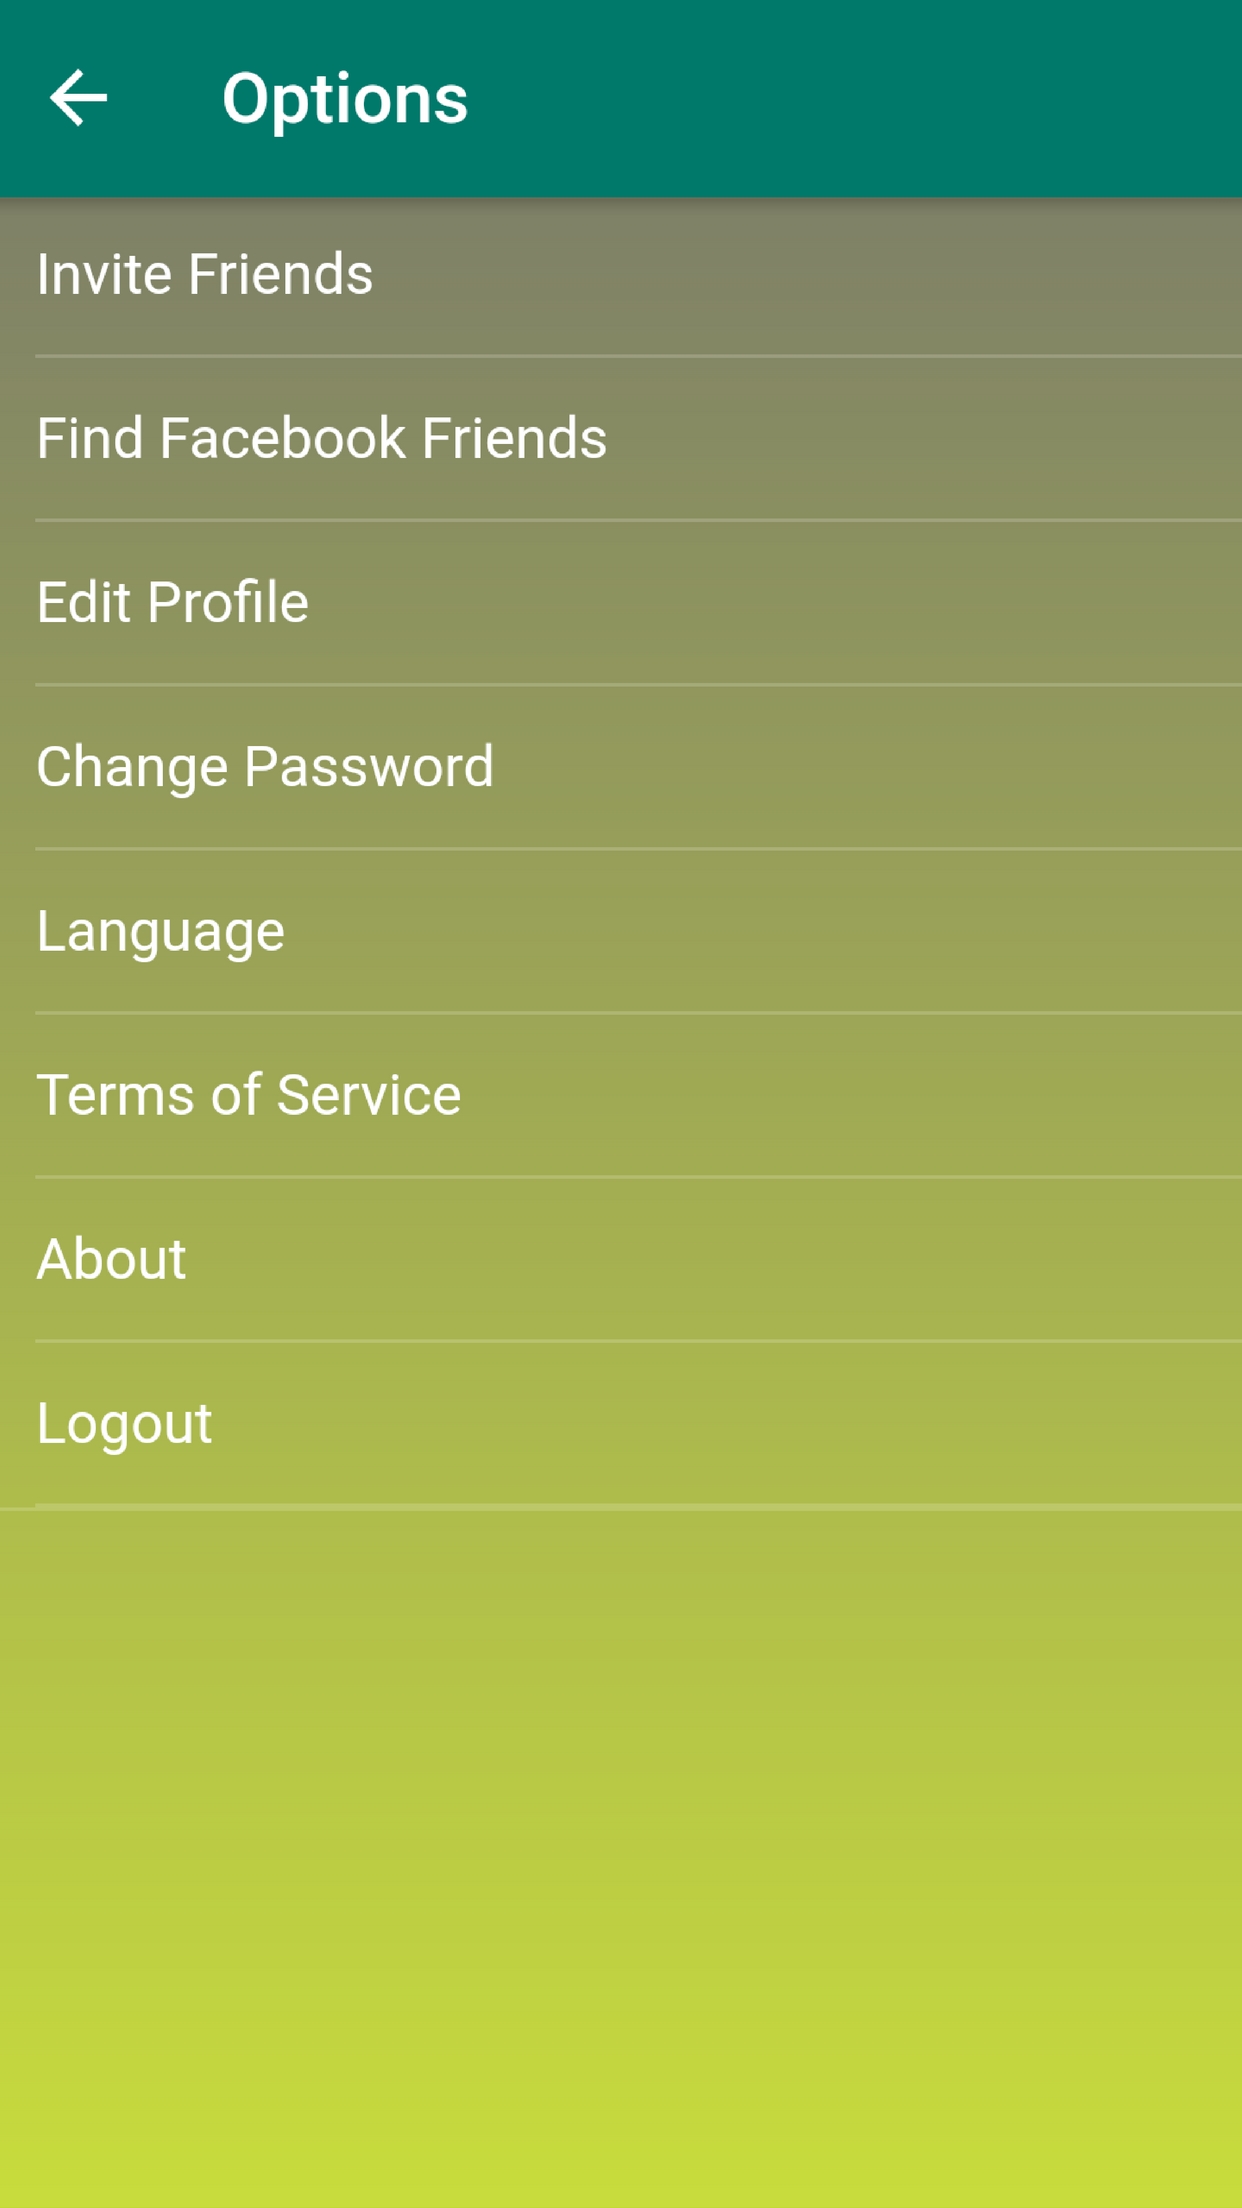 Options
Invite Friends
Find Facebook Friends
Edit Profile
Change Password
Language
Terms of Service
About
Logout